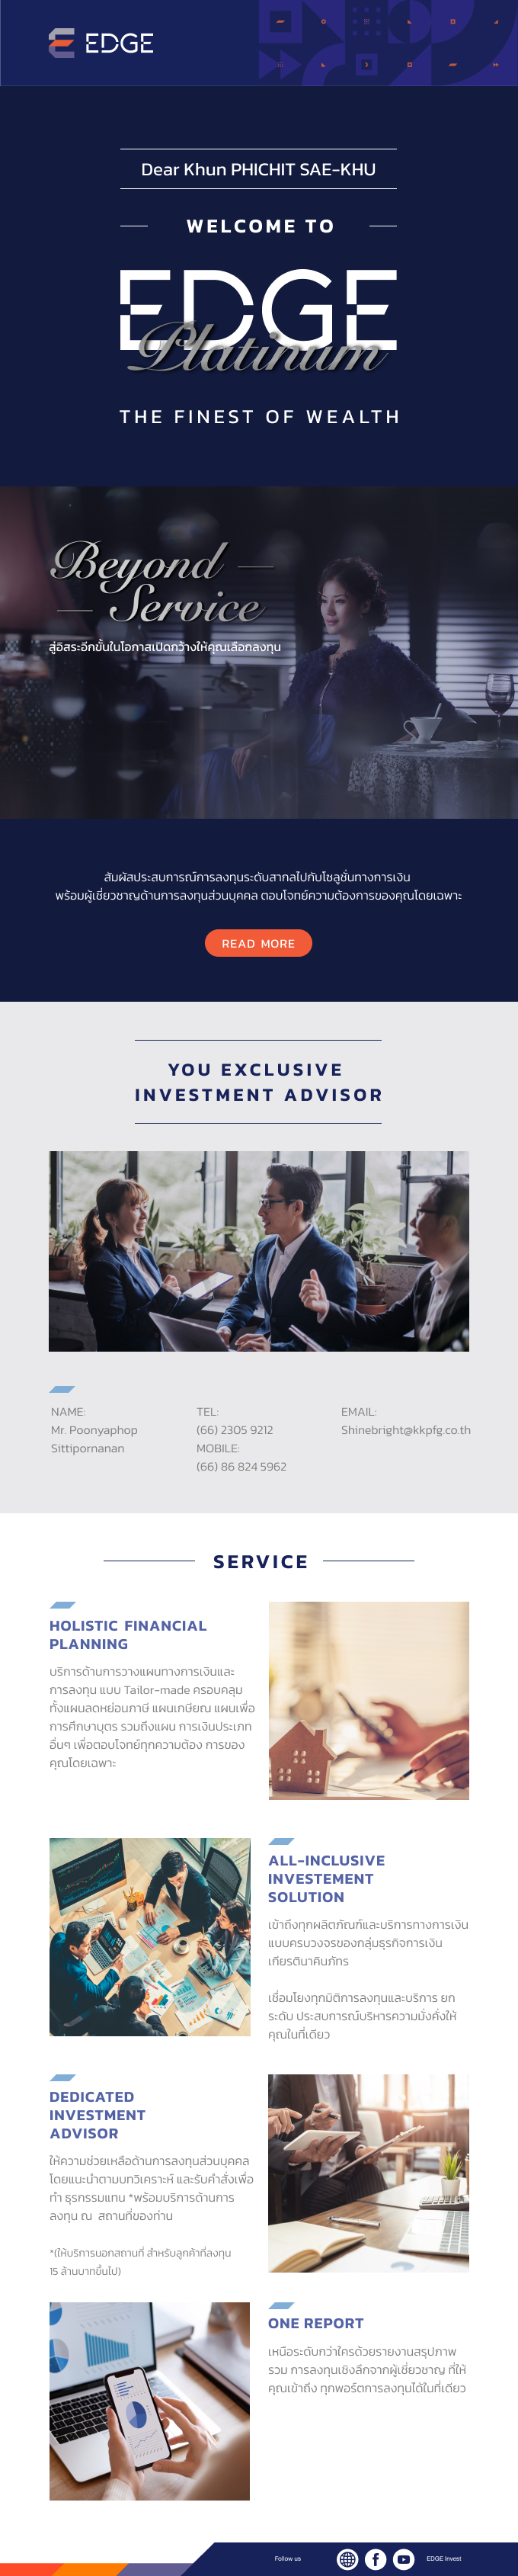 EDGE
Dear Khun PHICHIT SAE-KHU
WELCOME TO
EDGE
Platinum
THE FINEST OF WEALTH
Beyond
Service
สู่อิสระอีกขั้นในโอกาสเปิดกว้างให้คุณเลือกลงทุน
สัมผัสประสบการณ์การลงทุนระดับสากลไปกับโซลูชั่นทางการเงิน
พร้อมผู้เชี่ยวชาญด้านการลงทุนส่วนบุคคล ตอบโจทย์ความต้องการของคุณโดยเฉพาะ
READ MORE
YOU EXCLUSIVE
INVESTMENT ADVISOR
NAME:
Mr. Poonyaphop
Sittipornanan
TEL:
(66) 2305 9212
MOBILE:
(66) 86 824 5962
EMAIL:
Shinebright@kkpfg.co.th
SERVICE
HOLISTIC FINANCIAL
PLANNING
บริการด้านการวางแผนทางการเงินและ
การลงทุน แบบ Tailor-made ครอบคลุม
ทั้งแผนลดหย่อนภาษี แผนเกษียณ แผนเพื่อ
การศึกษาบุตร รวมถึงแผน การเงินประเภท
อื่นๆ เพื่อตอบโจทย์ทุกความต้อง การของ
คุณโดยเฉพาะ
ALL-INCLUSIVE
INVESTEMENT
SOLUTION
เข้าถึงทุกผลิตภัณฑ์และบริการทางการเงิน
แบบครบวงจรของกลุ่มธุรกิจการเงิน
เกียรตินาคินภัทร
เชื่อมโยงทุกมิติการลงทุนและบริการ ยก
ระดับ ประสบการณ์บริหารความมั่งคั่งให้
คุณในที่เดียว
DEDICATED
INVESTMENT
ADVISOR
ให้ความช่วยเหลือด้านการลงทุนส่วนบุคคล
โดยแนะนำตามบทวิเคราะห์ และรับคำสั่งเพื่อ
ทำ ธุรกรรมแทน *พร้อมบริการด้านการ
ลงทุน ณ สถานที่ของท่าน
*(ให้บริการนอกสถานที่ สำหรับลูกค้าที่ลงทุน
15 ล้านบาทขึ้นไป)
ONE REPORT
เหนือระดับกว่าใครด้วยรายงานสรุปภาพ
รวม การลงทุนเชิงลึกจากผู้เชี่ยวชาญ ที่ให้
คุณเข้าถึง ทุกพอร์ตการลงทุนได้ในที่เดียว
Follow us
EDGE Invest